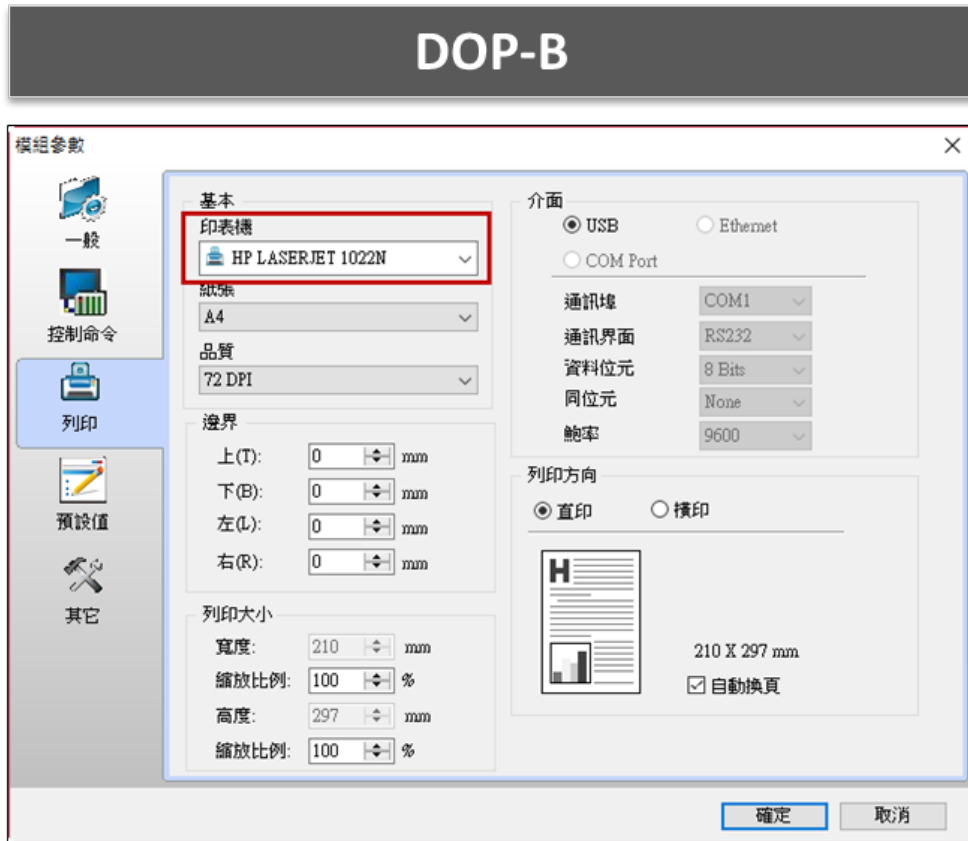 DOP-B
模組參數
一般
控制命令
列印
預設值
其它
基本
印表機
HP LASERJET 1022N
紙張
A4
品質
72 DPI
邊界
上(T): 0 mm
下(B): 0 mm
左(L): 0 mm
右(R): 0 mm
列印大小
寬度: 210 mm
縮放比例: 100 %
高度: 297 mm
縮放比例: 100 %
介面
USB Ethernet
COM Port
通訊埠 COM1
通訊界面 RS232
資料位元 8 Bits
同位元 None
鮑率 9600
列印方向
直印 橫印
H
210 X 297 mm
自動換頁
確定 取消